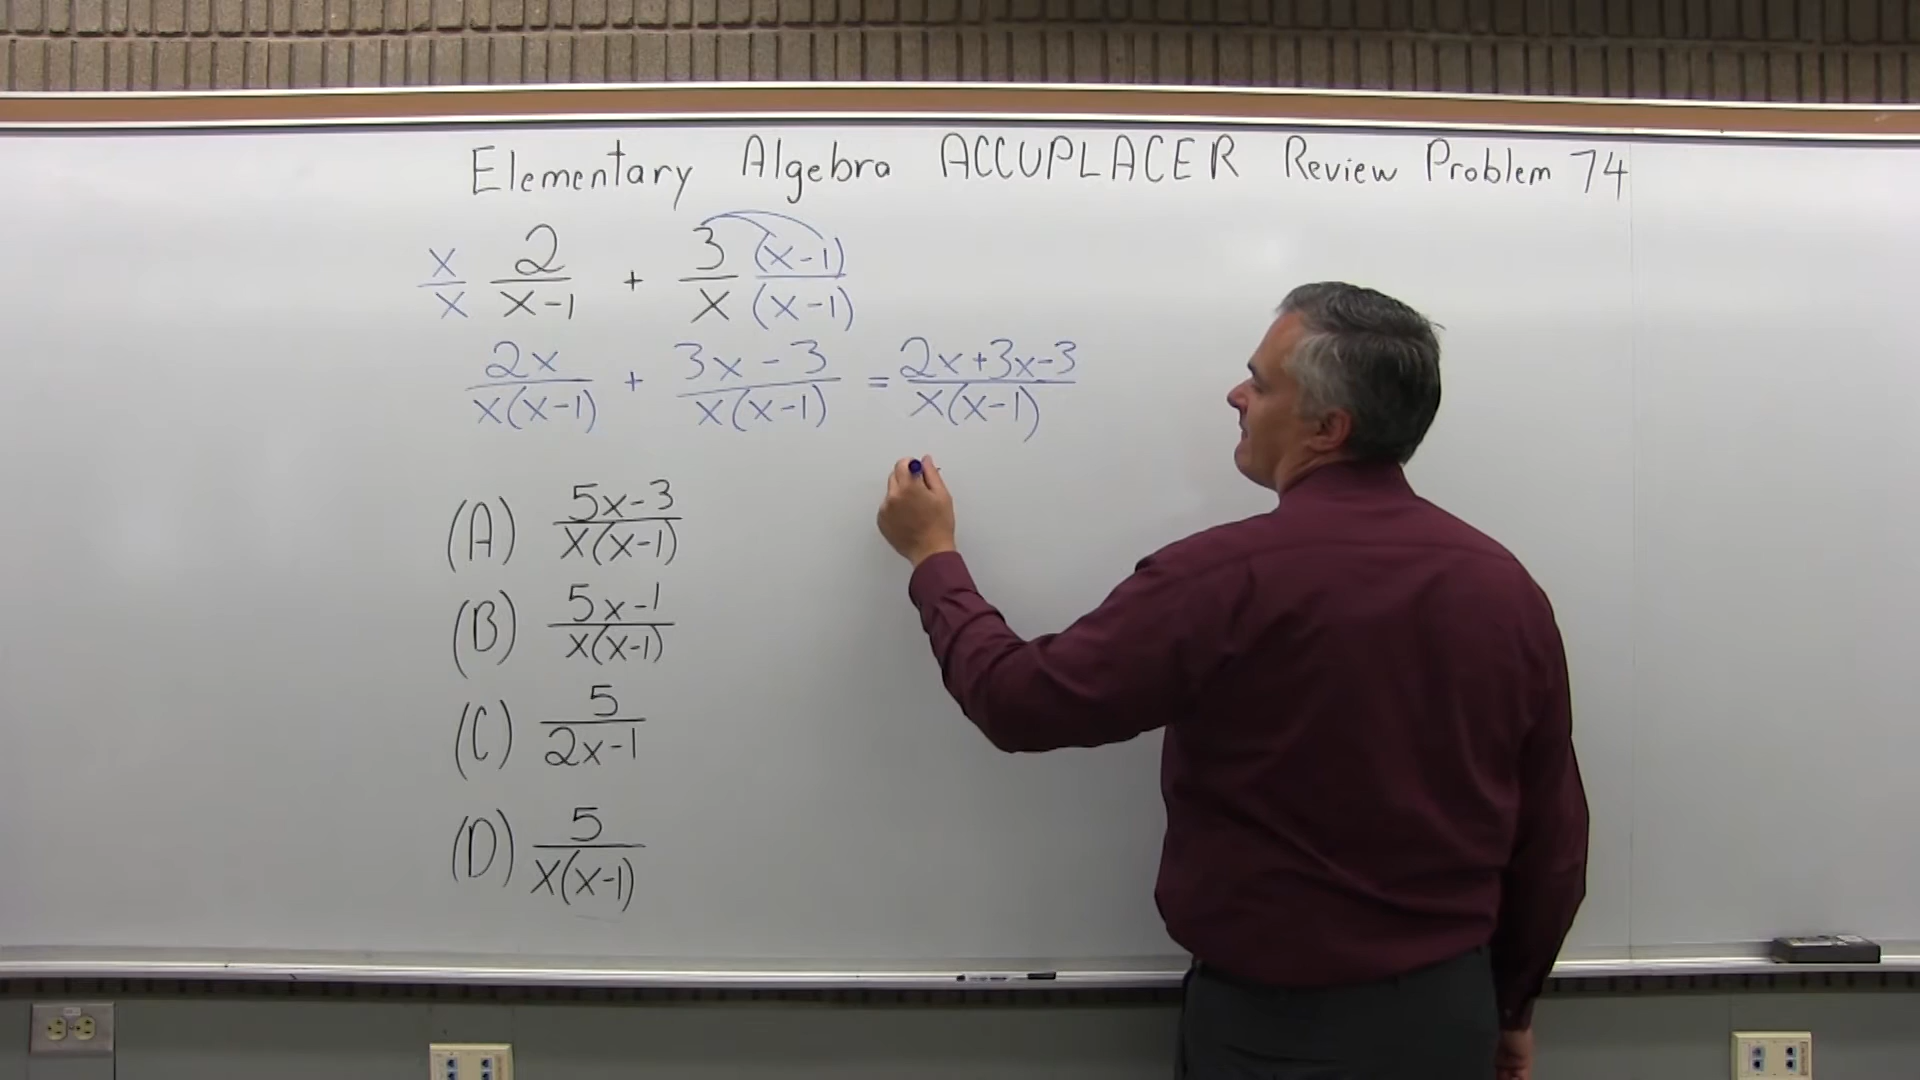 Elementary Algebra ACCUPLACER Review Problem 74
x/x 2/(x-1) + 3/x (x-1)/(x-1)
2x/(x(x-1)) + (3x-3)/(x(x-1)) = (2x+3x-3)/(x(x-1))
(A) (5x-3)/(x(x-1))
(B) (5x-1)/(x(x-1))
(C) 5/(2x-1)
(D) 5/(x(x-1))